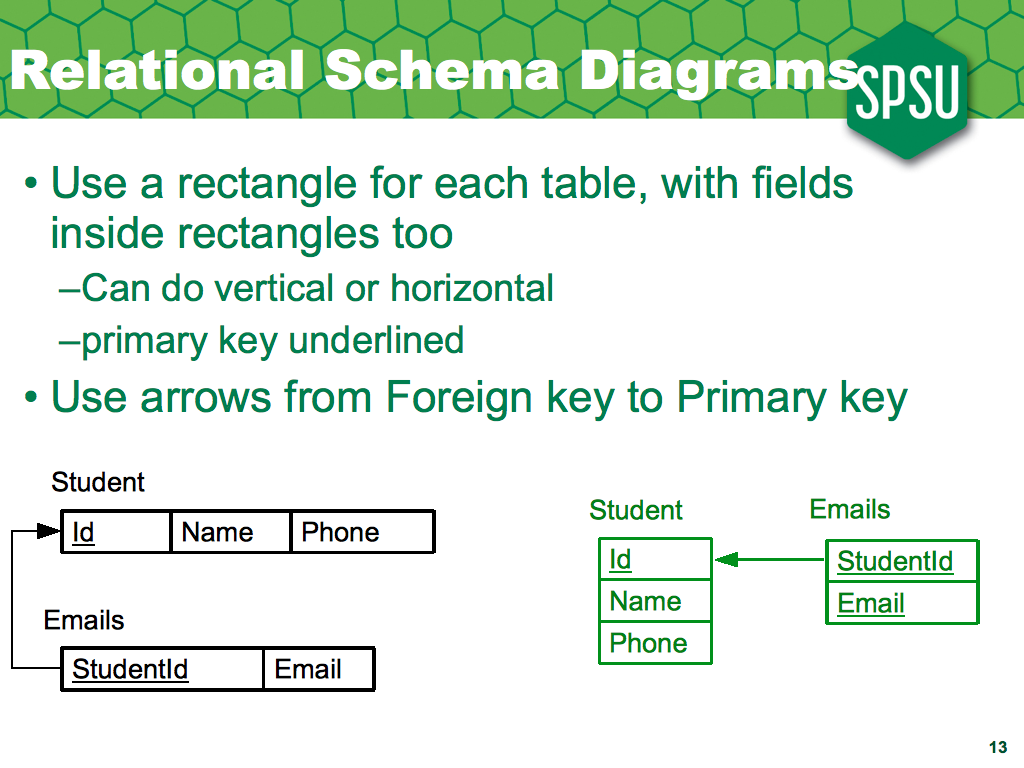 Relational Schema Diagrams
SPSU
• Use a rectangle for each table, with fields
inside rectangles too
–Can do vertical or horizontal
–primary key underlined
• Use arrows from Foreign key to Primary key
Student
Id Name Phone
Emails
StudentId Email
Student
Id
Name
Phone
Emails
StudentId
Email
13